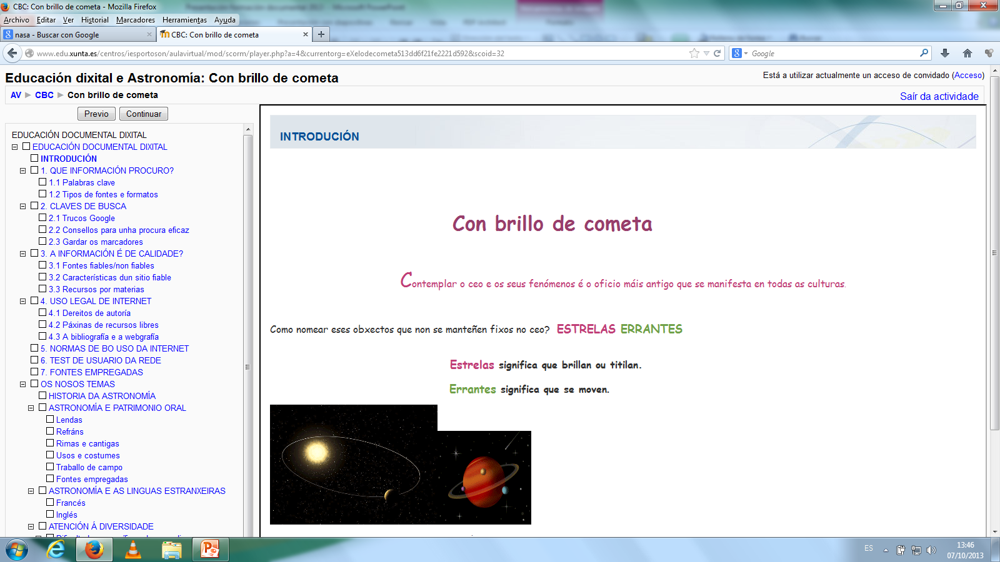 CBC: Con brillo de cometa - Mozilla Firefox
Archivo Editar Ver Historial Marcadores Herramientas Ayuda
nasa - Buscar con Google
CBC: Con brillo de cometa
www.edu.xunta.es/centros/iesportoson/aulavirtual/mod/scorm/player.php?a=4&currentorg=eXelodecometa513dd6f21fe2221d592&scoid=32
Google
Educación dixital e Astronomía: Con brillo de cometa
Está a utilizar actualmente un acceso de convidado (Acceso)
AV ► CBC ► Con brillo de cometa
Saír da actividade
Previo Continuar
EDUCACIÓN DOCUMENTAL DIXITAL
EDUCACIÓN DOCUMENTAL DIXITAL
INTRODUCIÓN
1. QUE INFORMACIÓN PROCURO?
1.1 Palabras clave
1.2 Tipos de fontes e formatos
2. CLAVES DE BUSCA
2.1 Trucos Google
2.2 Consellos para unha procura eficaz
2.3 Gardar os marcadores
3. A INFORMACIÓN É DE CALIDADE?
3.1 Fontes fiables/non fiables
3.2 Características dun sitio fiable
3.3 Recursos por materias
4. USO LEGAL DE INTERNET
4.1 Dereitos de autoría
4.2 Páxinas de recursos libres
4.3 A bibliografía e a webgrafía
5. NORMAS DE BO USO DA INTERNET
6. TEST DE USUARIO DA REDE
7. FONTES EMPREGADAS
OS NOSOS TEMAS
HISTORIA DA ASTRONOMÍA
ASTRONOMÍA E PATRIMONIO ORAL
Lendas
Refráns
Rimas e cantigas
Usos e costumes
Traballo de campo
Fontes empregadas
ASTRONOMÍA E AS LINGUAS ESTRANXEIRAS
Francés
Inglés
ATENCIÓN Á DIVERSIDADE
INTRODUCIÓN
Con brillo de cometa
Contemplar o ceo e os seus fenómenos é o oficio máis antigo que se manifesta en todas as culturas.
Como nomear eses obxectos que non se manteñen fixos no ceo? ESTRELAS ERRANTES
Estrelas significa que brillan ou titilan.
Errantes significa que se moven.
ES
13:46
07/10/2013